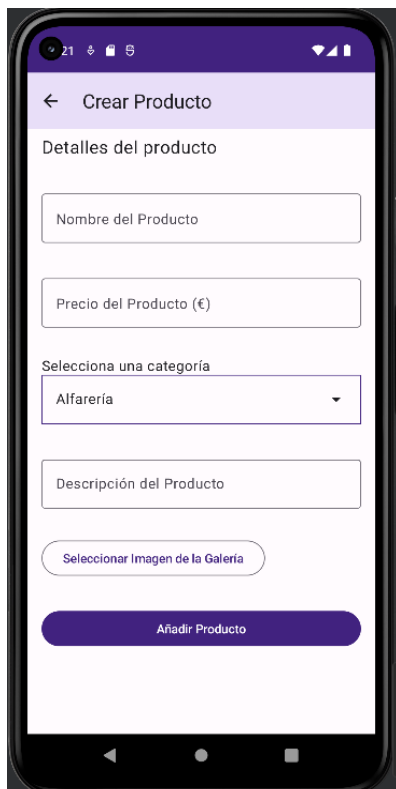 21
Crear Producto
Detalles del producto
Nombre del Producto
Precio del Producto (€)
Selecciona una categoría
Alfarería
Descripción del Producto
Seleccionar Imagen de la Galería
Añadir Producto